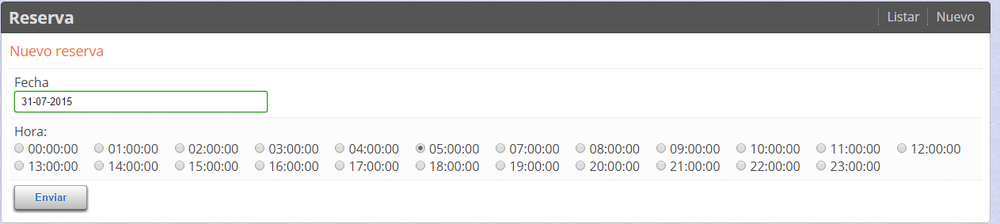 Reserva Listar Nuevo
Nuevo reserva
Fecha
31-07-2015
Hora:
00:00:00 01:00:00 02:00:00 03:00:00 04:00:00 05:00:00 07:00:00 08:00:00 09:00:00 10:00:00 11:00:00 12:00:00
13:00:00 14:00:00 15:00:00 16:00:00 17:00:00 18:00:00 19:00:00 20:00:00 21:00:00 22:00:00 23:00:00
Enviar